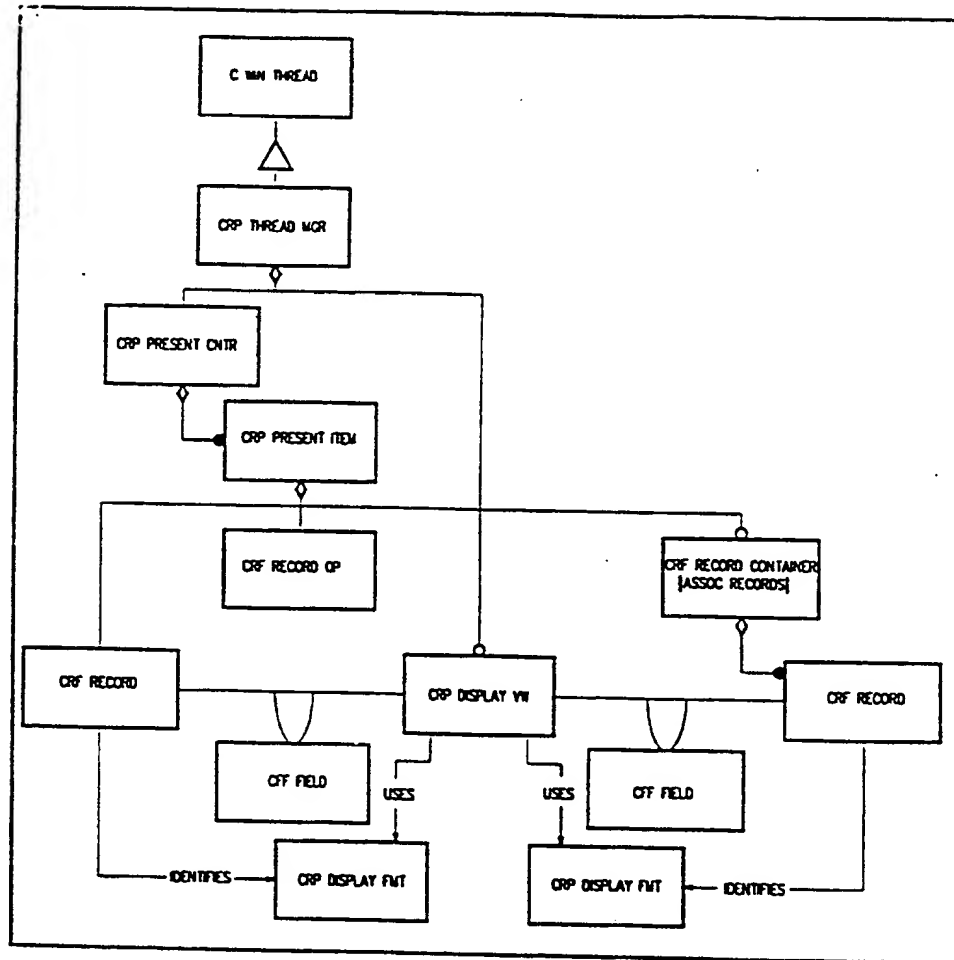 C WIN THREAD
CRP THREAD MGR
CRP PRESENT CNTR
CRP PRESENT ITEM
CRF RECORD OP
CRF RECORD CONTAINER
[ASSOC RECORDS]
CRF RECORD
CRP DISPLAY VW
CRF RECORD
CFF FIELD
CFF FIELD
USES
USES
CRP DISPLAY FMT
CRP DISPLAY FMT
IDENTIFIES
IDENTIFIES